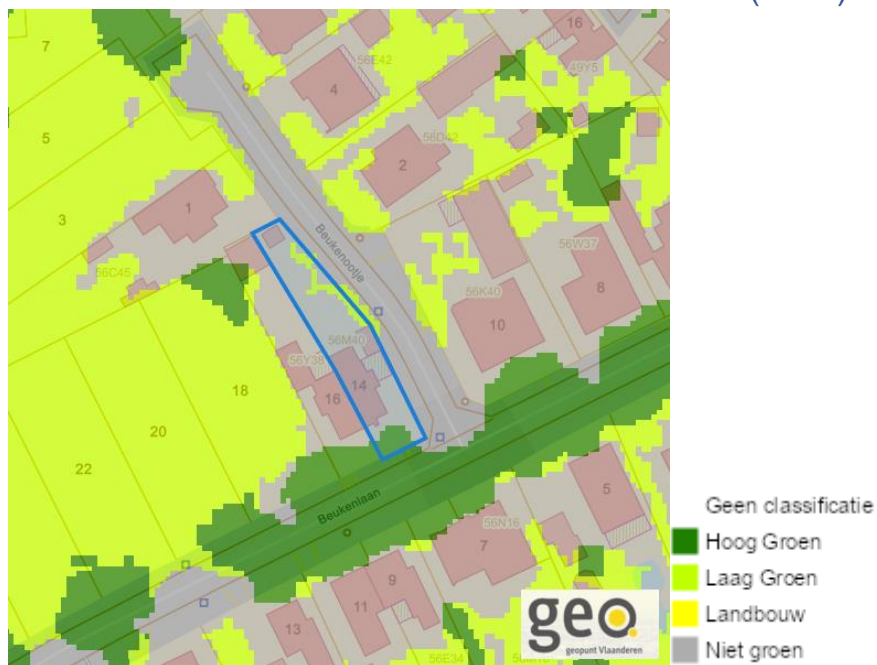 7
16
56E42
49Y5
4
5
56D42
2
3
1
Beukenootje
56W37
56C45
56K40
8
10
56M40
56Y38
18
14
16
20
22
Beukenlaan
5
56N16
7
9
11
13
56E34
geo
geopunt Vlaanderen
Geen classificatie
Hoog Groen
Laag Groen
Landbouw
Niet groen